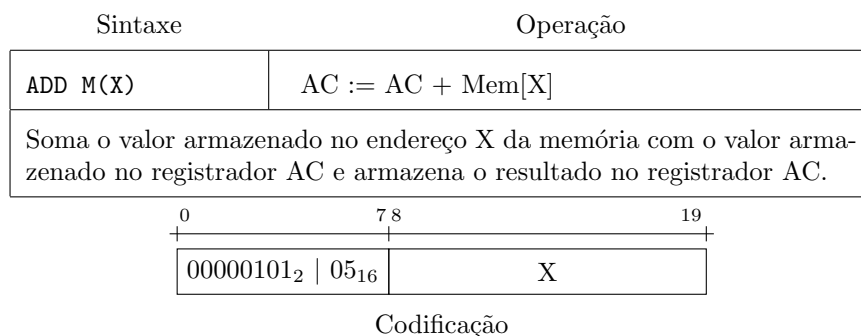 Sintaxe Operação
ADD M(X) AC := AC + Mem[X]
Soma o valor armazenado no endereço X da memória com o valor arma-
zenado no registrador AC e armazena o resultado no registrador AC.
0 7 8 19
00000101₂ | 05₁₆ X
Codificação